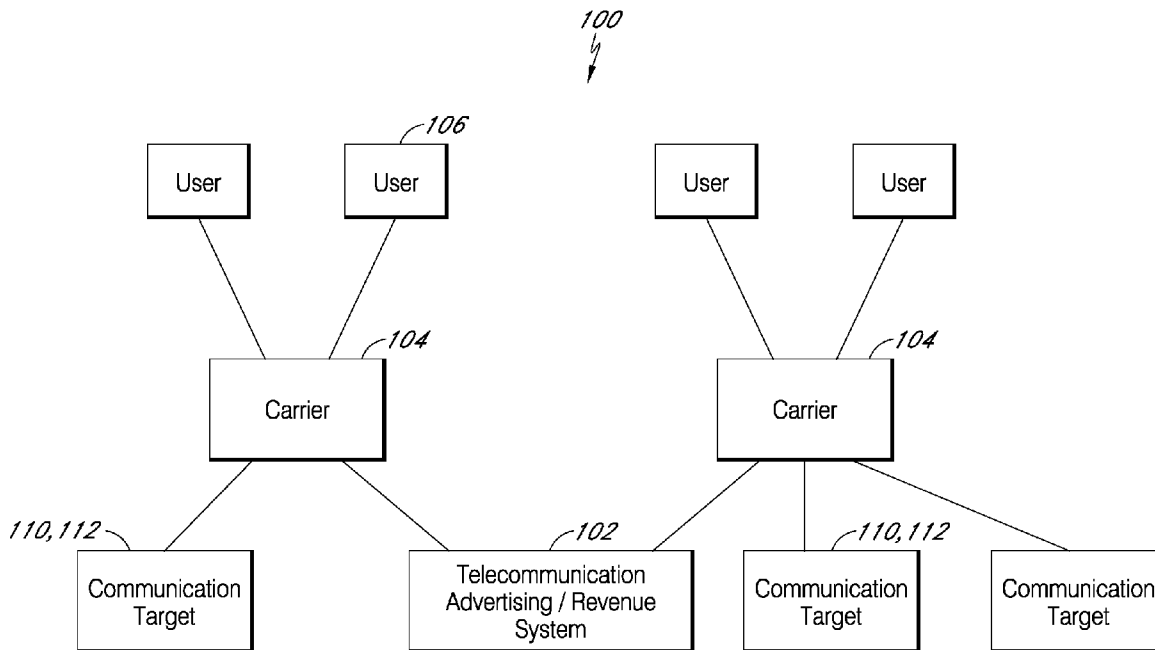 100
106
User
User
User
User
104
104
Carrier
Carrier
110,112
102
110,112
Communication
Target
Telecommunication
Advertising / Revenue
System
Communication
Target
Communication
Target